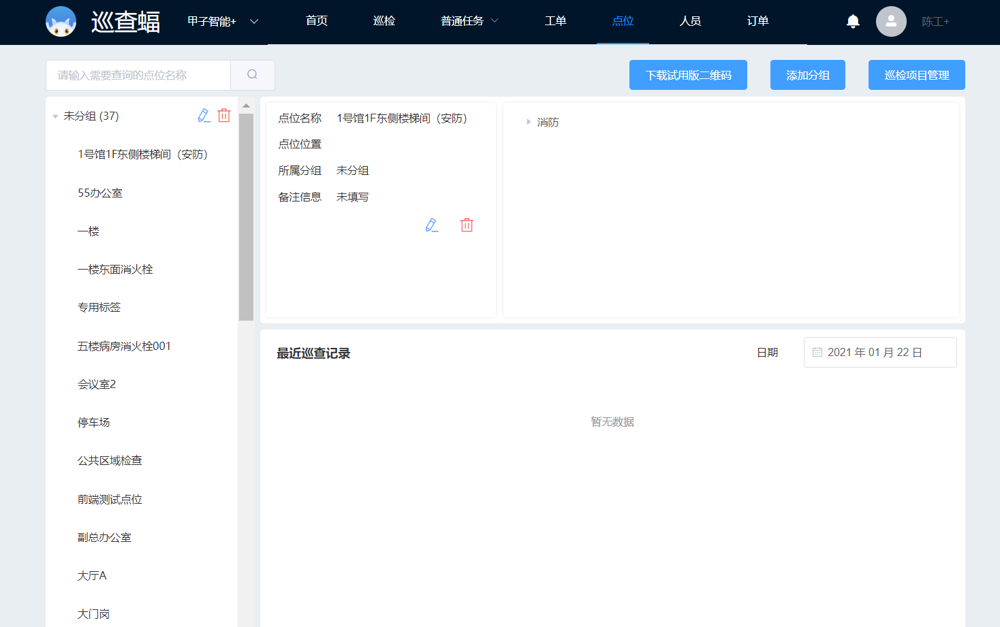 巡查蝠
甲子智能+
首页
巡检
普通任务
工单
点位
人员
订单
陈工+
请输入需要查询的点位名称
下载试用版二维码
添加分组
巡检项目管理
未分组 (37)
1号馆1F东侧楼梯间（安防）
55办公室
一楼
一楼东面消火栓
专用标签
五楼病房消火栓001
会议室2
停车场
公共区域检查
前端测试点位
副总办公室
大厅A
大门岗
点位名称 1号馆1F东侧楼梯间（安防）
点位位置
所属分组 未分组
备注信息 未填写
消防
最近巡查记录
日期 2021 年 01 月 22 日
暂无数据